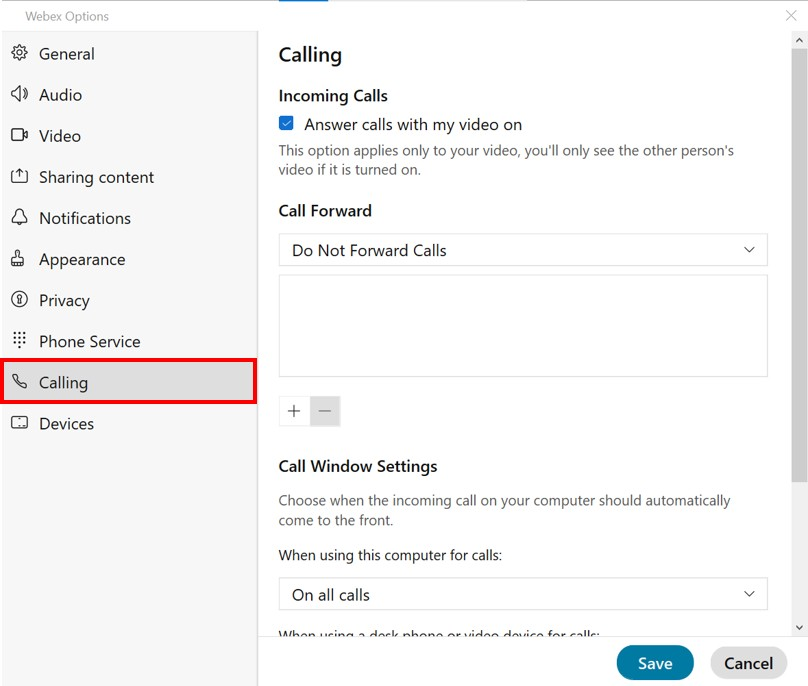 Webex Options
General
Audio
Video
Sharing content
Notifications
Appearance
Privacy
Phone Service
Calling
Devices
Calling
Incoming Calls
Answer calls with my video on
This option applies only to your video, you'll only see the other person's
video if it is turned on.
Call Forward
Do Not Forward Calls
Call Window Settings
Choose when the incoming call on your computer should automatically
come to the front.
When using this computer for calls:
On all calls
When using a desk phone or video device for calls:
Save
Cancel